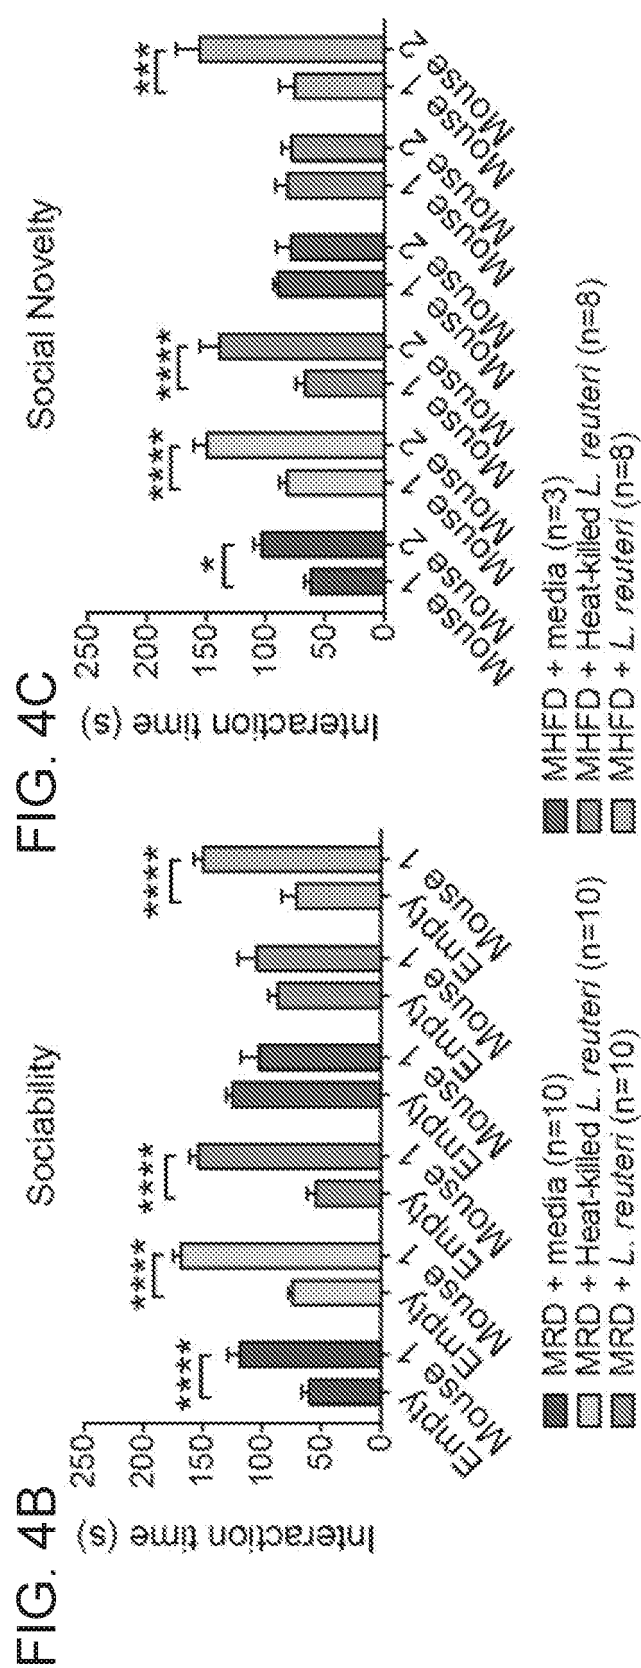 FIG. 4B
Sociability
Interaction time (s)
250
200
150
100
50
0
****
****
****
****
Empty
Mouse 1
Empty
Mouse 1
Empty
Mouse 1
Empty
Mouse 1
Empty
Mouse 1
Empty
Mouse 1
MRD + media (n=10)
MRD + Heat-killed L. reuteri (n=10)
MRD + L. reuteri (n=10)
FIG. 4C
Social Novelty
Interaction time (s)
250
200
150
100
50
0
*
****
****
***
Mouse 1
Mouse 2
Mouse 1
Mouse 2
Mouse 1
Mouse 2
Mouse 1
Mouse 2
Mouse 1
Mouse 2
Mouse 1
Mouse 2
MHFD + media (n=3)
MHFD + Heat-killed L. reuteri (n=8)
MHFD + L. reuteri (n=8)